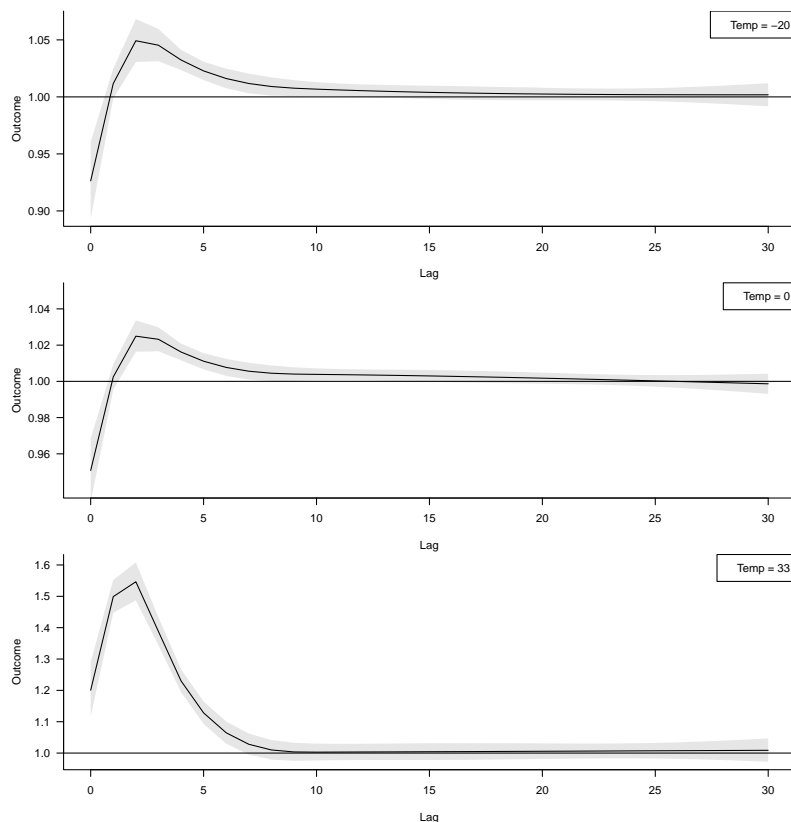 Temp = −20
1.05
1.00
0.95
0.90
Outcome
0 5 10 15 20 25 30
Lag
Temp = 0
1.04
1.02
1.00
0.98
0.96
Outcome
0 5 10 15 20 25 30
Lag
Temp = 33
1.6
1.5
1.4
1.3
1.2
1.1
1.0
Outcome
0 5 10 15 20 25 30
Lag